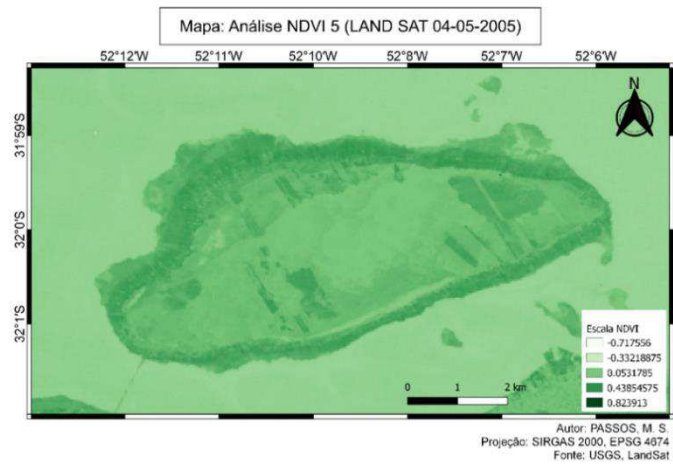 Mapa: Análise NDVI 5 (LAND SAT 04-05-2005)
52°12'W 52°11'W 52°10'W 52°9'W 52°8'W 52°7'W 52°6'W
N
31°59'S
32°0'S
32°1'S
Escala NDVI
-0.717556
-0.33218875
0.0531785
0.43854575
0.823913
0 1 2 km
Autor: PASSOS, M. S.
Projeção: SIRGAS 2000, EPSG 4674
Fonte: USGS, LandSat